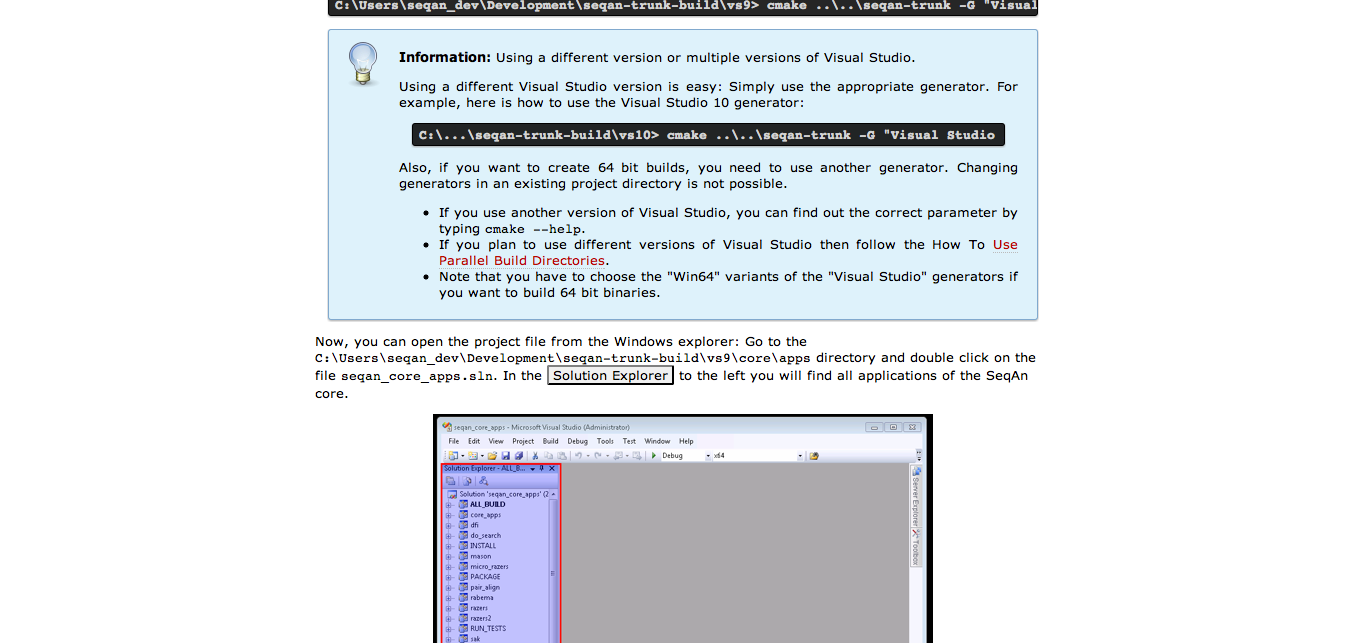 C:\Users\seqan_dev\Development\seqan-trunk-build\vs9> cmake ..\..\seqan-trunk -G "Visual
Information: Using a different version or multiple versions of Visual Studio.
Using a different Visual Studio version is easy: Simply use the appropriate generator. For
example, here is how to use the Visual Studio 10 generator:
C:\...\seqan-trunk-build\vs10> cmake ..\..\seqan-trunk -G "Visual Studio
Also, if you want to create 64 bit builds, you need to use another generator. Changing
generators in an existing project directory is not possible.
• If you use another version of Visual Studio, you can find out the correct parameter by
typing cmake --help.
• If you plan to use different versions of Visual Studio then follow the How To Use
Parallel Build Directories.
• Note that you have to choose the "Win64" variants of the "Visual Studio" generators if
you want to build 64 bit binaries.
Now, you can open the project file from the Windows explorer: Go to the
C:\Users\seqan_dev\Development\seqan-trunk-build\vs9\core\apps directory and double click on the
file seqan_core_apps.sln. In the Solution Explorer to the left you will find all applications of the SeqAn
core.
seqan_core_apps - Microsoft Visual Studio (Administrator)
File Edit View Project Build Debug Tools Test Window Help
Debug x64
Solution Explorer - ALL_B...
Solution 'seqan_core_apps' (2
ALL_BUILD
core_apps
dfi
do_search
INSTALL
mason
micro_razers
PACKAGE
pair_align
rabema
razers
razers2
RUN_TESTS
sak
Server Explorer
Toolbox